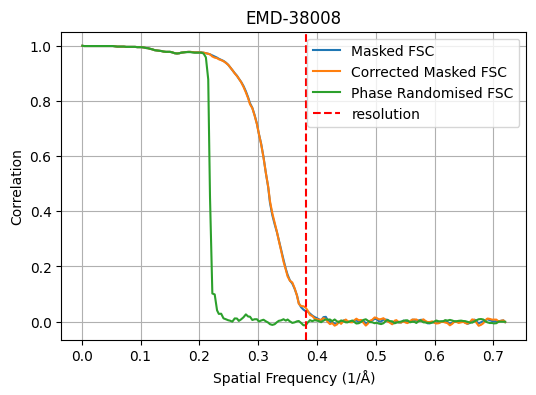 EMD-38008
Masked FSC
Corrected Masked FSC
Phase Randomised FSC
resolution
Correlation
1.0
0.8
0.6
0.4
0.2
0.0
0.0 0.1 0.2 0.3 0.4 0.5 0.6 0.7
Spatial Frequency (1/Å)